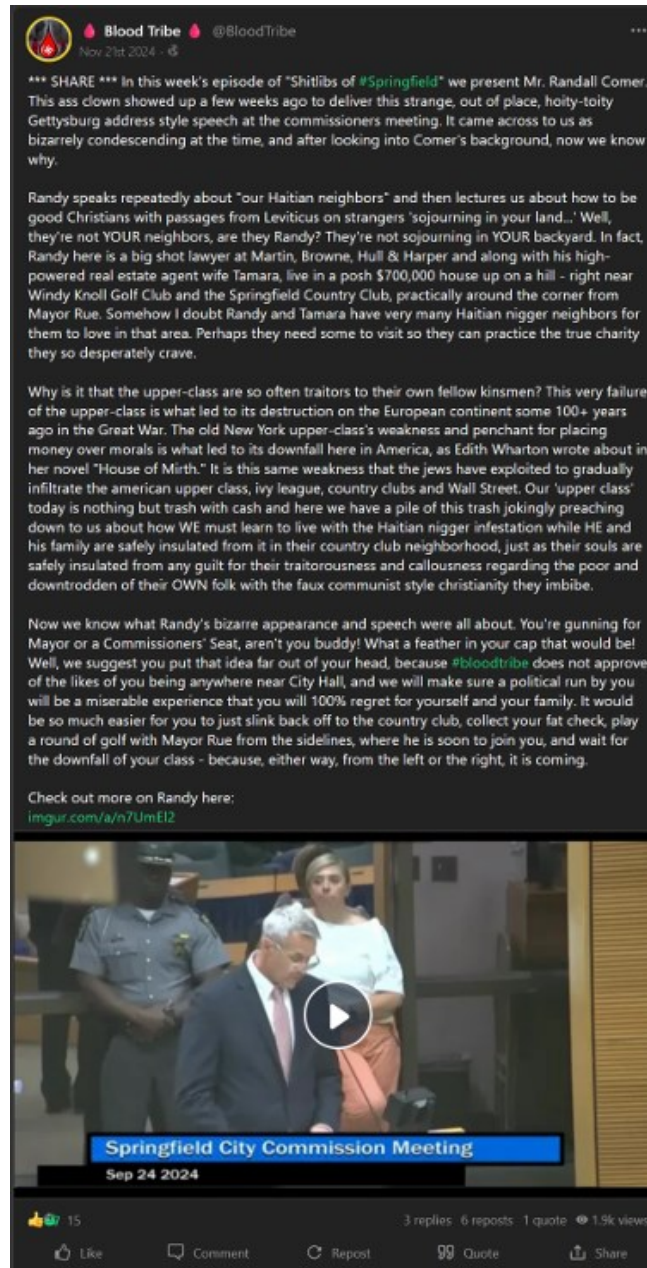 🩸 Blood Tribe 🩸 @BloodTribe
Nov 21st 2024 ·
*** SHARE *** In this week's episode of "Shitlibs of #Springfield" we present Mr. Randall Comer.
This ass clown showed up a few weeks ago to deliver this strange, out of place, hoity-toity
Gettysburg address style speech at the commissioners meeting. It came across to us as
bizarrely condescending at the time, and after looking into Comer's background, now we know
why.
Randy speaks repeatedly about "our Haitian neighbors" and then lectures us about how to be
good Christians with passages from Leviticus on strangers 'sojourning in your land...' Well,
they're not YOUR neighbors, are they Randy? They're not sojourning in YOUR backyard. In fact,
Randy here is a big shot lawyer at Martin, Browne, Hull & Harper and along with his high-
powered real estate agent wife Tamara, live in a posh $700,000 house up on a hill - right near
Windy Knoll Golf Club and the Springfield Country Club, practically around the corner from
Mayor Rue. Somehow I doubt Randy and Tamara have very many Haitian nigger neighbors for
them to love in that area. Perhaps they need some to visit so they can practice the true charity
they so desperately crave.
Why is it that the upper-class are so often traitors to their own fellow kinsmen? This very failure
of the upper-class is what led to its destruction on the European continent some 100+ years
ago in the Great War. The old New York upper-class's weakness and penchant for placing
money over morals is what led to its downfall here in America, as Edith Wharton wrote about in
her novel "House of Mirth." It is this same weakness that the jews have exploited to gradually
infiltrate the american upper class, ivy league, country clubs and Wall Street. Our 'upper class'
today is nothing but trash with cash and here we have a pile of this trash jokingly preaching
down to us about how WE must learn to live with the Haitian nigger infestation while HE and
his family are safely insulated from it in their country club neighborhood, just as their souls are
safely insulated from any guilt for their traitorousness and callousness regarding the poor and
downtrodden of their OWN folk with the faux communist style christianity they imbibe.
Now we know what Randy's bizarre appearance and speech were all about. You're gunning for
Mayor or a Commissioners' Seat, aren't you buddy! What a feather in your cap that would be!
Well, we suggest you put that idea far out of your head, because #bloodtribe does not approve
of the likes of you being anywhere near City Hall, and we will make sure a political run by you
will be a miserable experience that you will 100% regret for yourself and your family. It would
be so much easier for you to just slink back off to the country club, collect your fat check, play
a round of golf with Mayor Rue from the sidelines, where he is soon to join you, and wait for
the downfall of your class - because, either way, from the left or the right, it is coming.
Check out more on Randy here:
imgur.com/a/n7UmEl2
Springfield City Commission Meeting
Sep 24 2024
15
3 replies 6 reposts 1 quote 1.9k views
Like Comment Repost Quote Share